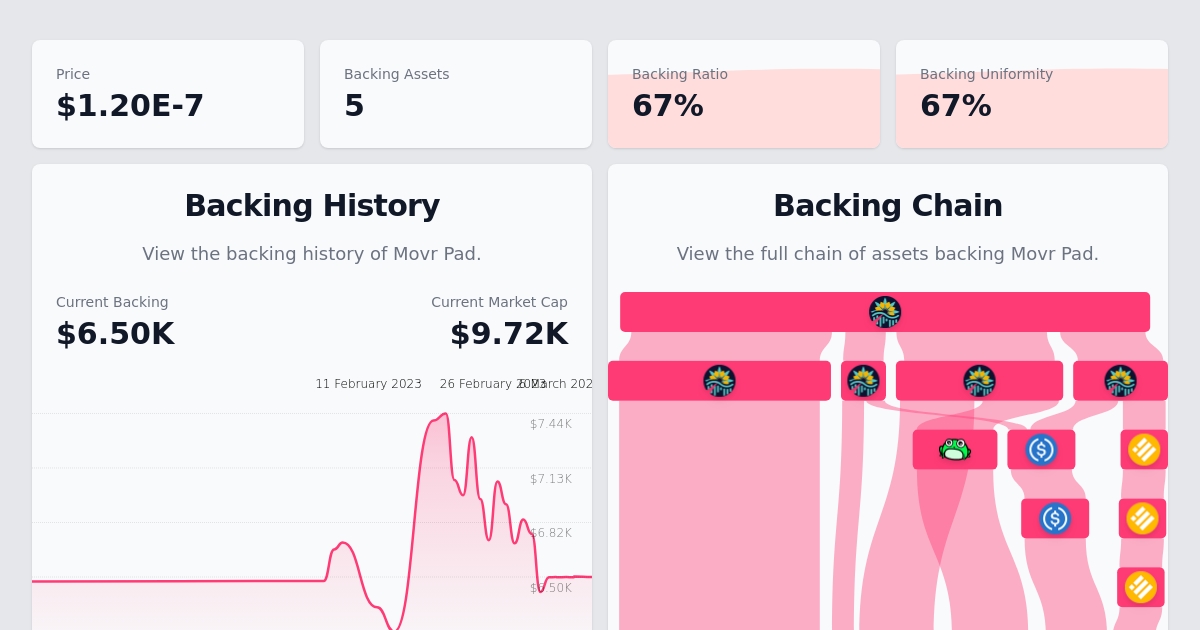 Price
$1.20E-7
Backing Assets
5
Backing Ratio
67%
Backing Uniformity
67%
Backing History
View the backing history of Movr Pad.
Current Backing
$6.50K
Current Market Cap
$9.72K
11 February 2023
26 February 2023
6 March 202
$7.44K
$7.13K
$6.82K
$6.50K
Backing Chain
View the full chain of assets backing Movr Pad.